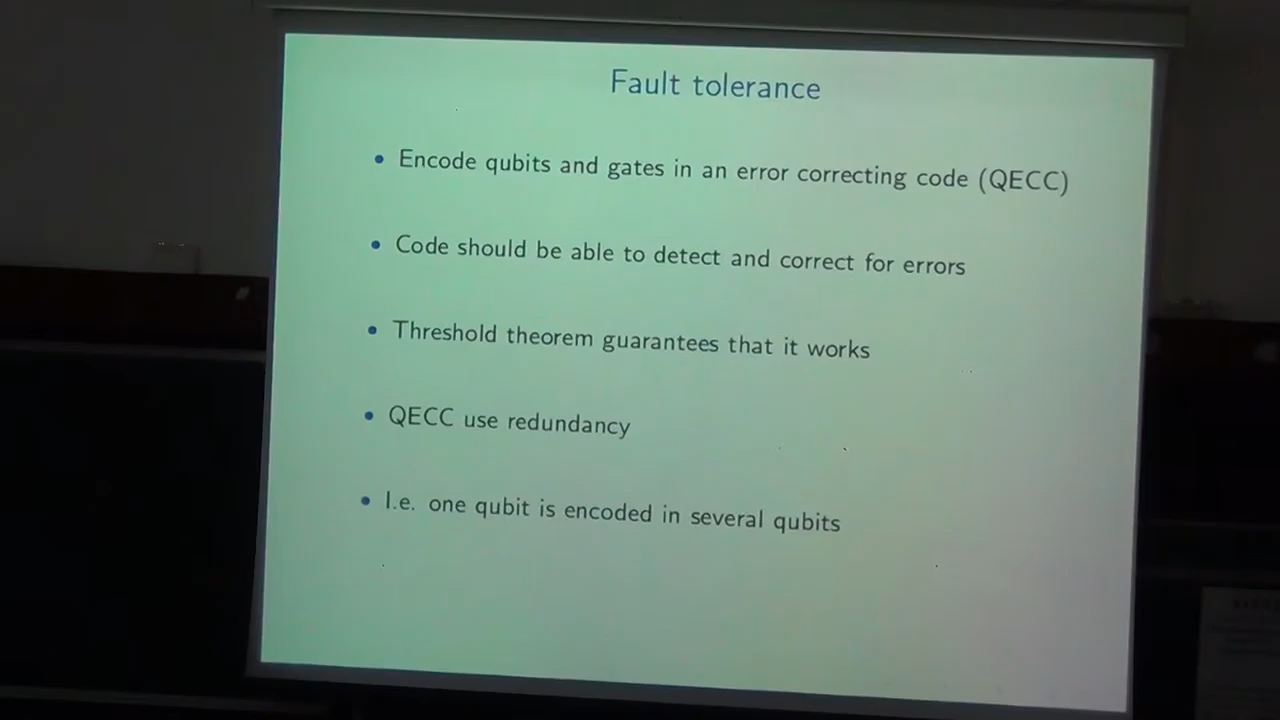 Fault tolerance
• Encode qubits and gates in an error correcting code (QECC)
• Code should be able to detect and correct for errors
• Threshold theorem guarantees that it works
• QECC use redundancy
• I.e. one qubit is encoded in several qubits